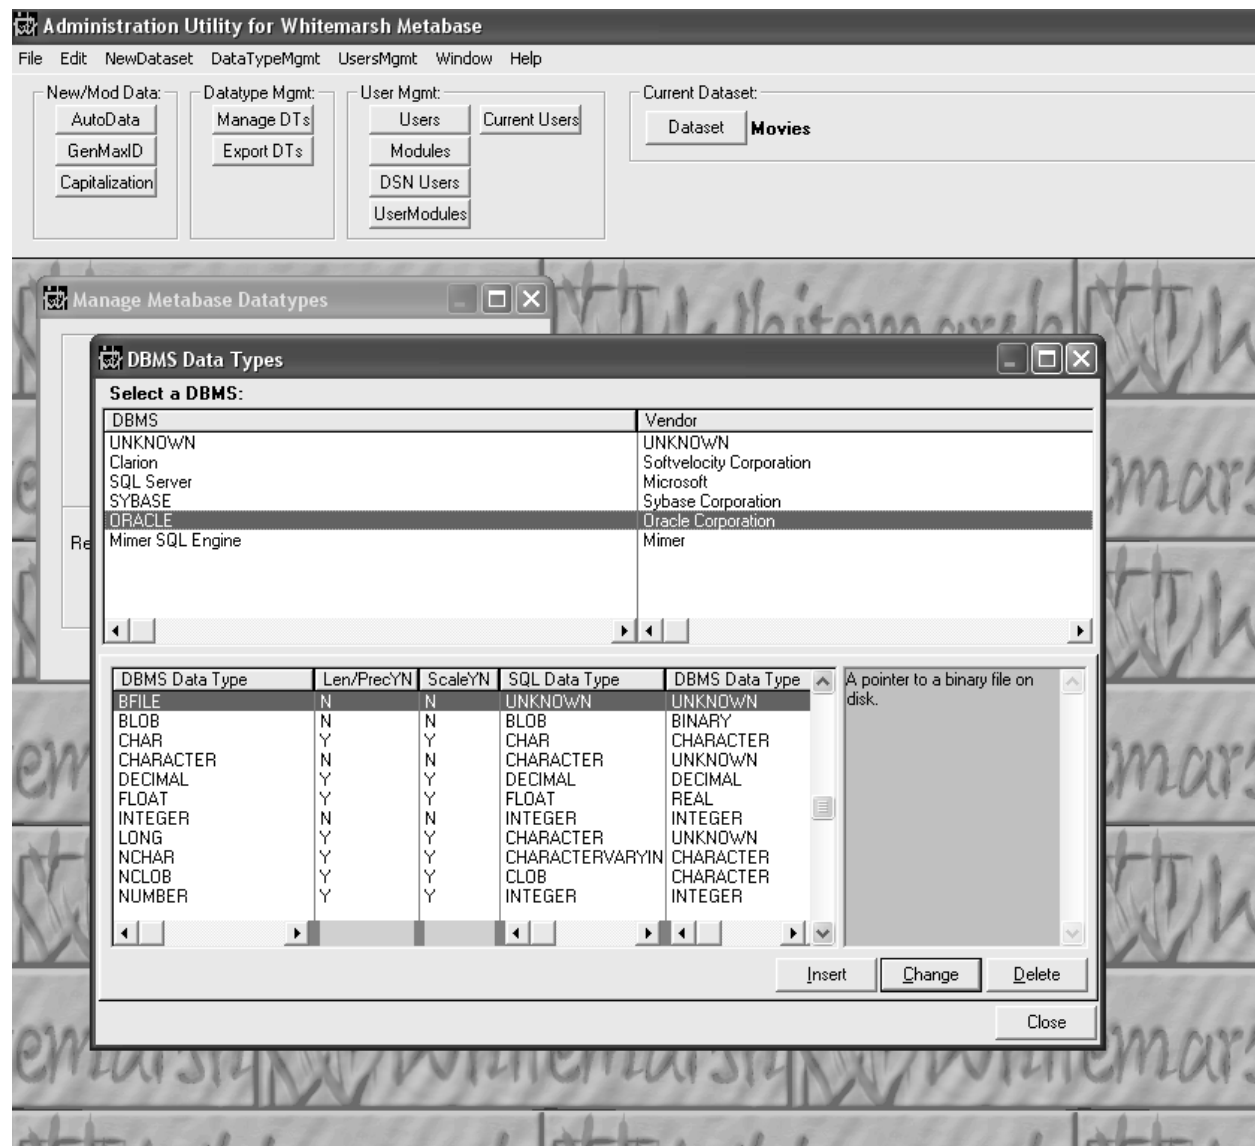 Administration Utility for Whitemarsh Metabase
File Edit NewDataset DataTypeMgmt UsersMgmt Window Help
New/Mod Data: Datatype Mgmt: User Mgmt: Current Dataset:
AutoData Manage DTs Users Current Users Dataset Movies
GenMaxID Export DTs Modules
Capitalization DSN Users
UserModules
Manage Metabase Datatypes
DBMS Data Types
Select a DBMS:
DBMS Vendor
UNKNOWN UNKNOWN
Clarion Softvelocity Corporation
SQL Server Microsoft
SYBASE Sybase Corporation
ORACLE Oracle Corporation
Re Mimer SQL Engine Mimer
DBMS Data Type Len/PrecYN ScaleYN SQL Data Type DBMS Data Type A pointer to a binary file on
BFILE N N UNKNOWN UNKNOWN disk.
BLOB N N BLOB BINARY
CHAR Y Y CHAR CHARACTER
CHARACTER N N CHARACTER UNKNOWN
DECIMAL Y Y DECIMAL DECIMAL
FLOAT Y Y FLOAT REAL
INTEGER N N INTEGER INTEGER
LONG Y Y CHARACTER UNKNOWN
NCHAR Y Y CHARACTERVARYIN CHARACTER
NCLOB Y Y CLOB CHARACTER
NUMBER Y Y INTEGER INTEGER
Insert Change Delete
Close